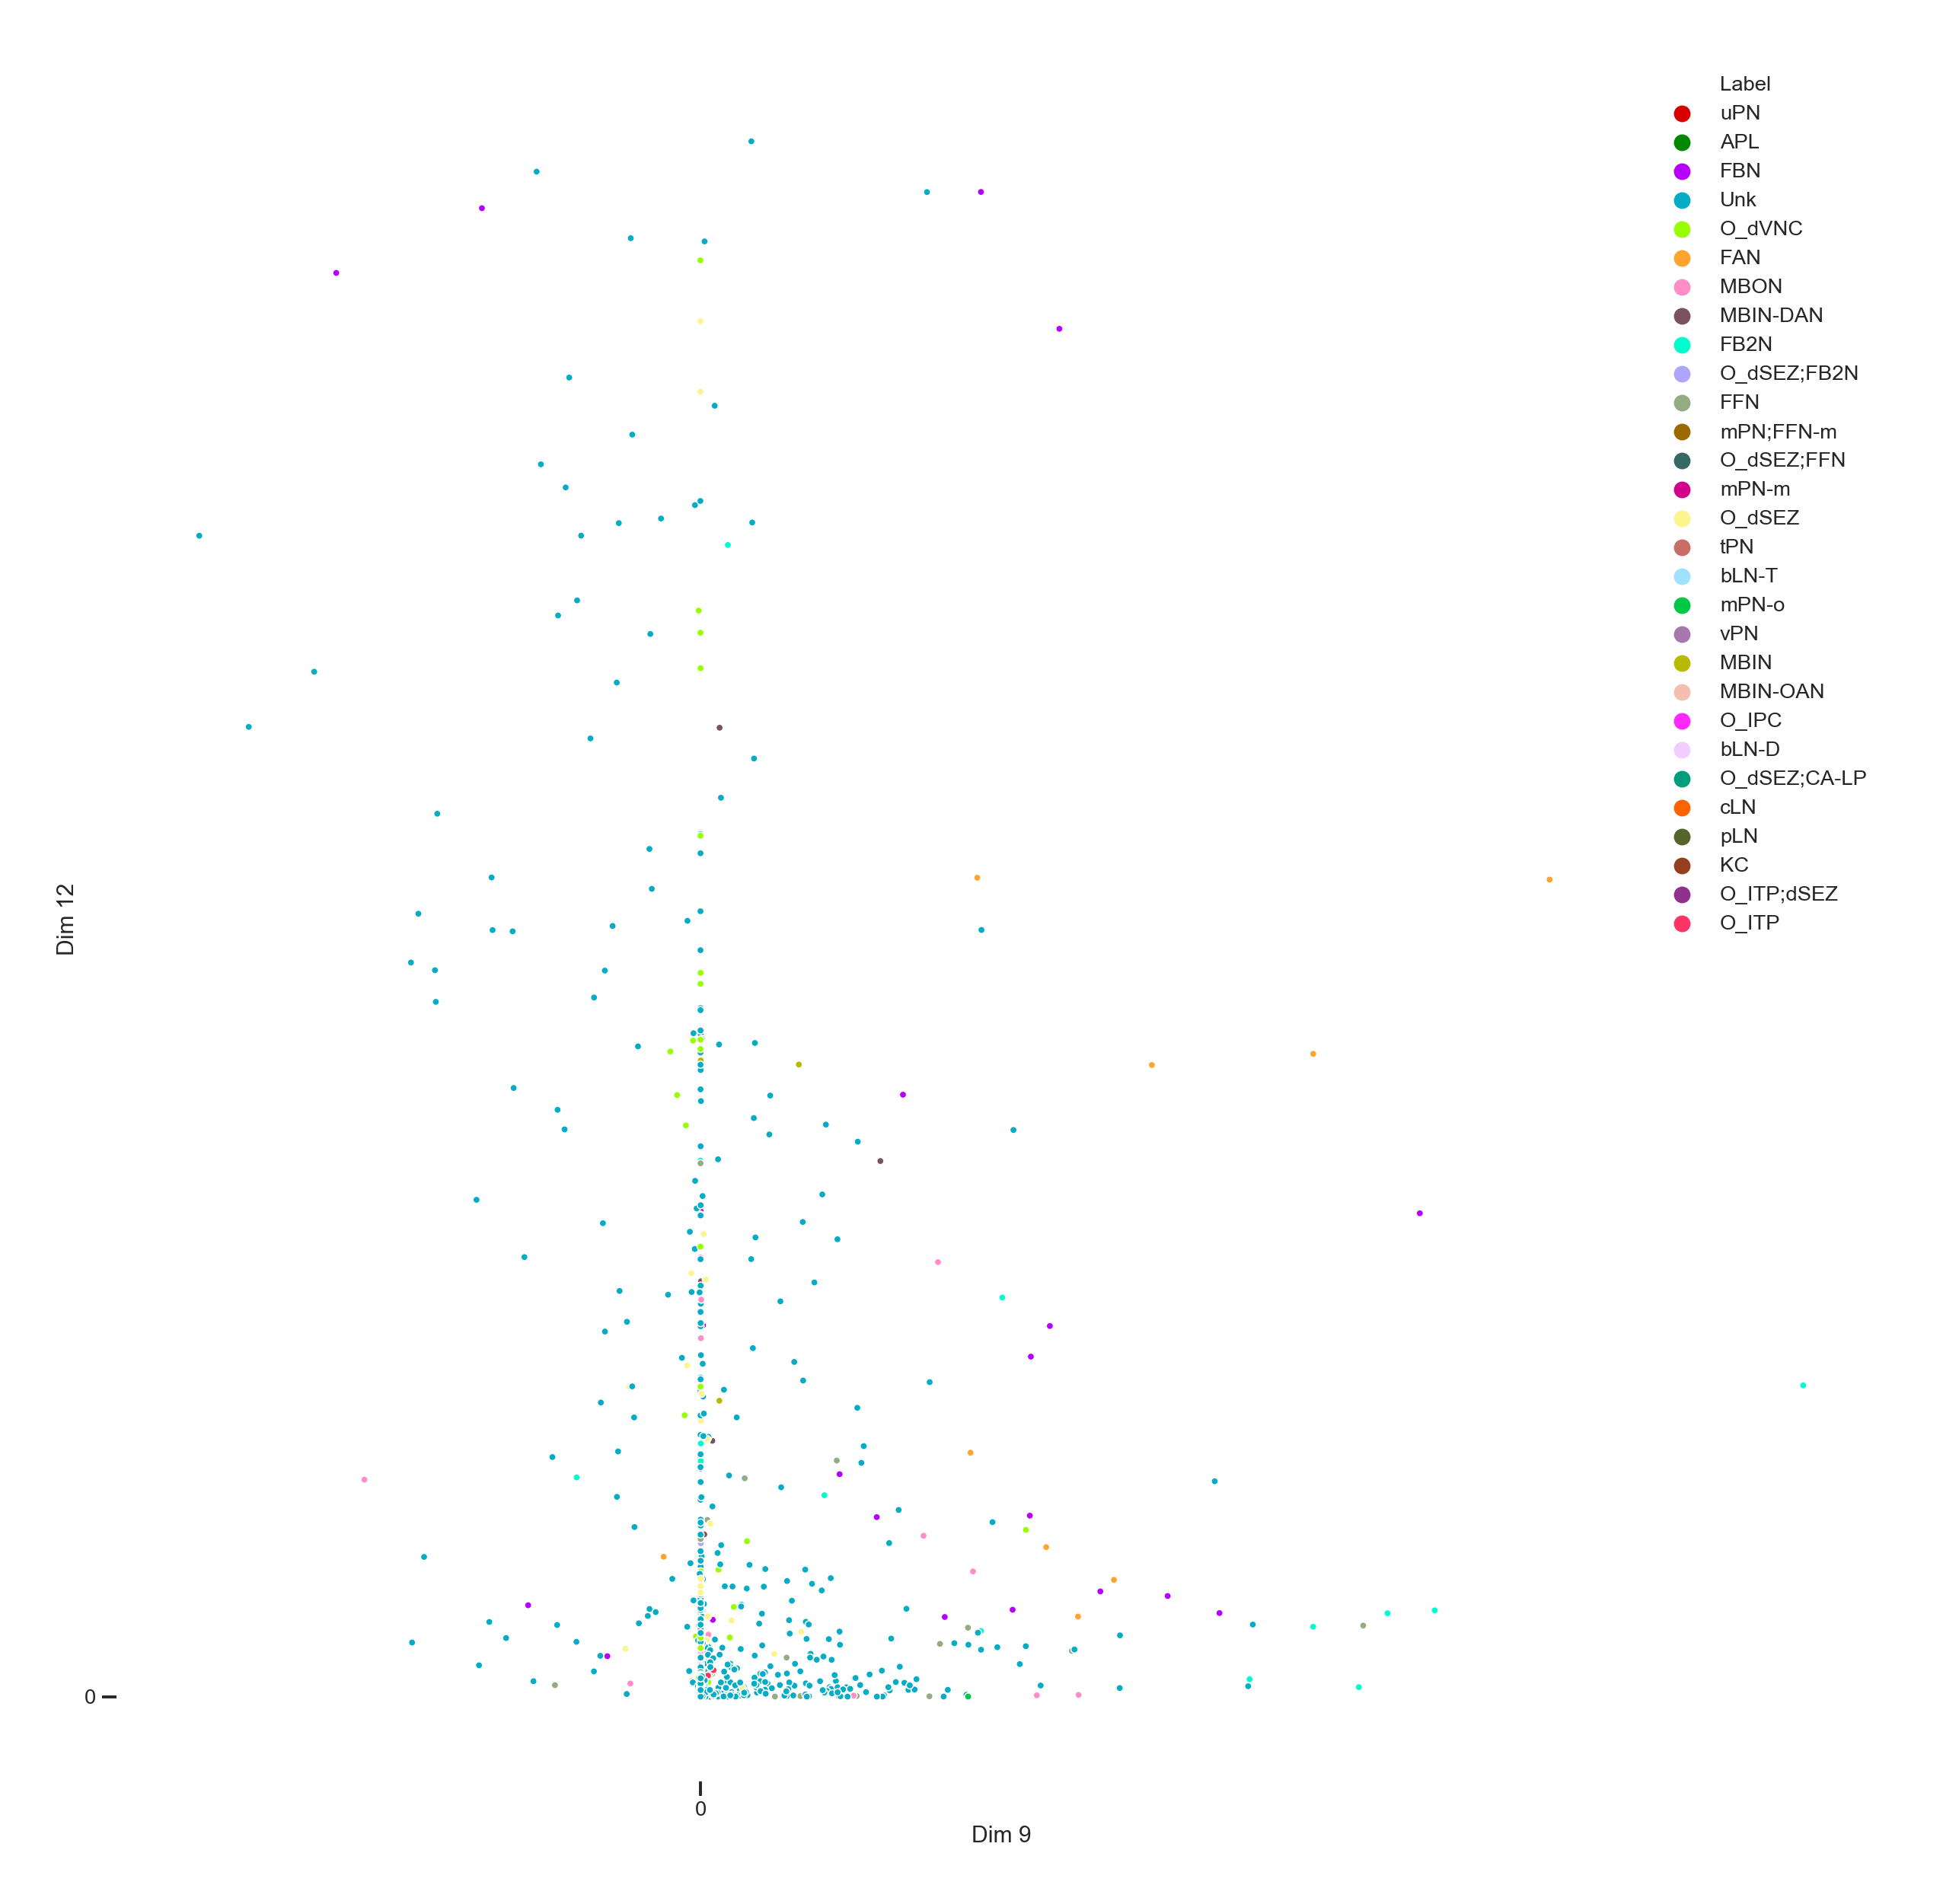 Label
uPN
APL
FBN
Unk
O_dVNC
FAN
MBON
MBIN-DAN
FB2N
O_dSEZ;FB2N
FFN
mPN;FFN-m
O_dSEZ;FFN
mPN-m
O_dSEZ
tPN
bLN-T
mPN-o
vPN
MBIN
MBIN-OAN
O_IPC
bLN-D
O_dSEZ;CA-LP
cLN
pLN
KC
O_ITP;dSEZ
O_ITP
Dim 12
0
0
Dim 9